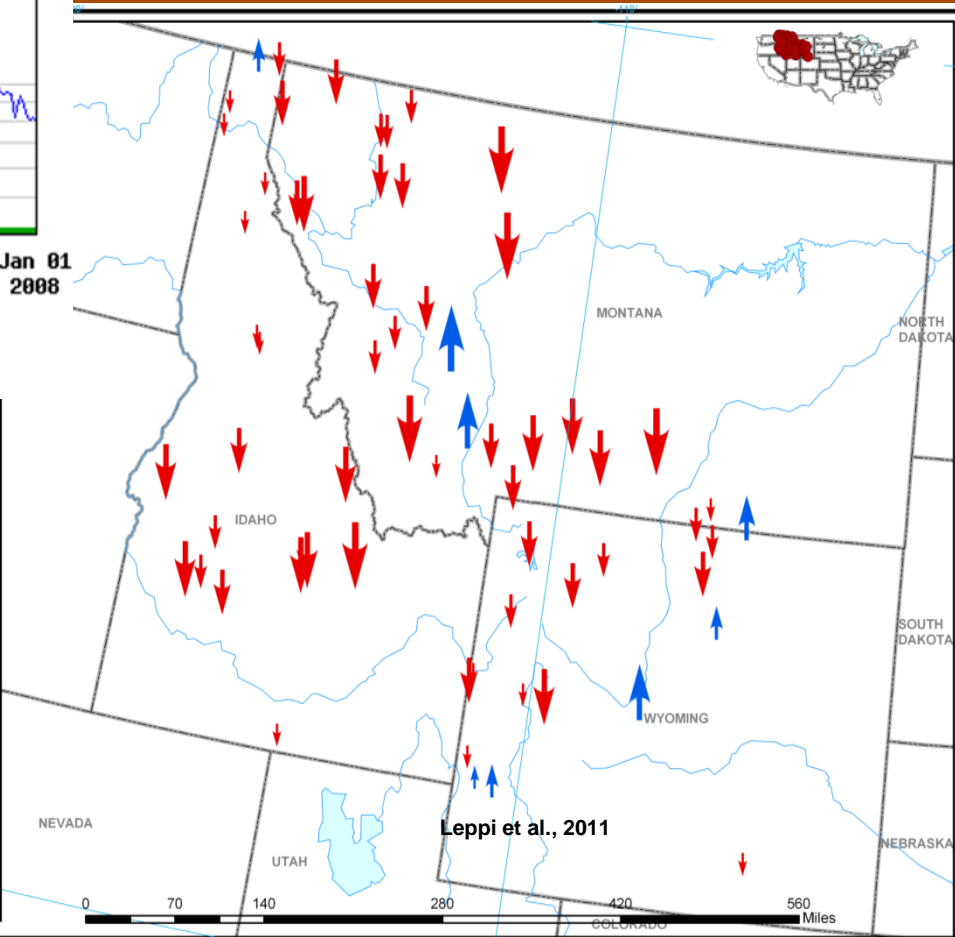 Jan 01
2008
MONTANA
NORTH
DAKOTA
IDAHO
SOUTH
DAKOTA
WYOMING
NEVADA
UTAH
Leppi et al., 2011
NEBRASKA
0 70 140 280 420 560
Miles
COLORADO